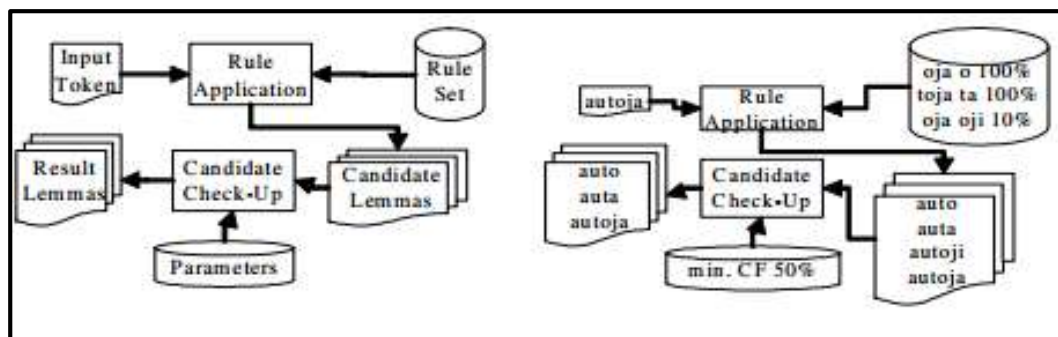 Input
Token
Rule
Application
Rule
Set
Result
Lemmas
Candidate
Check-Up
Candidate
Lemmas
Parameters
autoja
Rule
Application
oja o 100%
toja ta 100%
oja oji 10%
auto
auta
autoja
Candidate
Check-Up
auto
auta
autoji
autoja
min. CF 50%